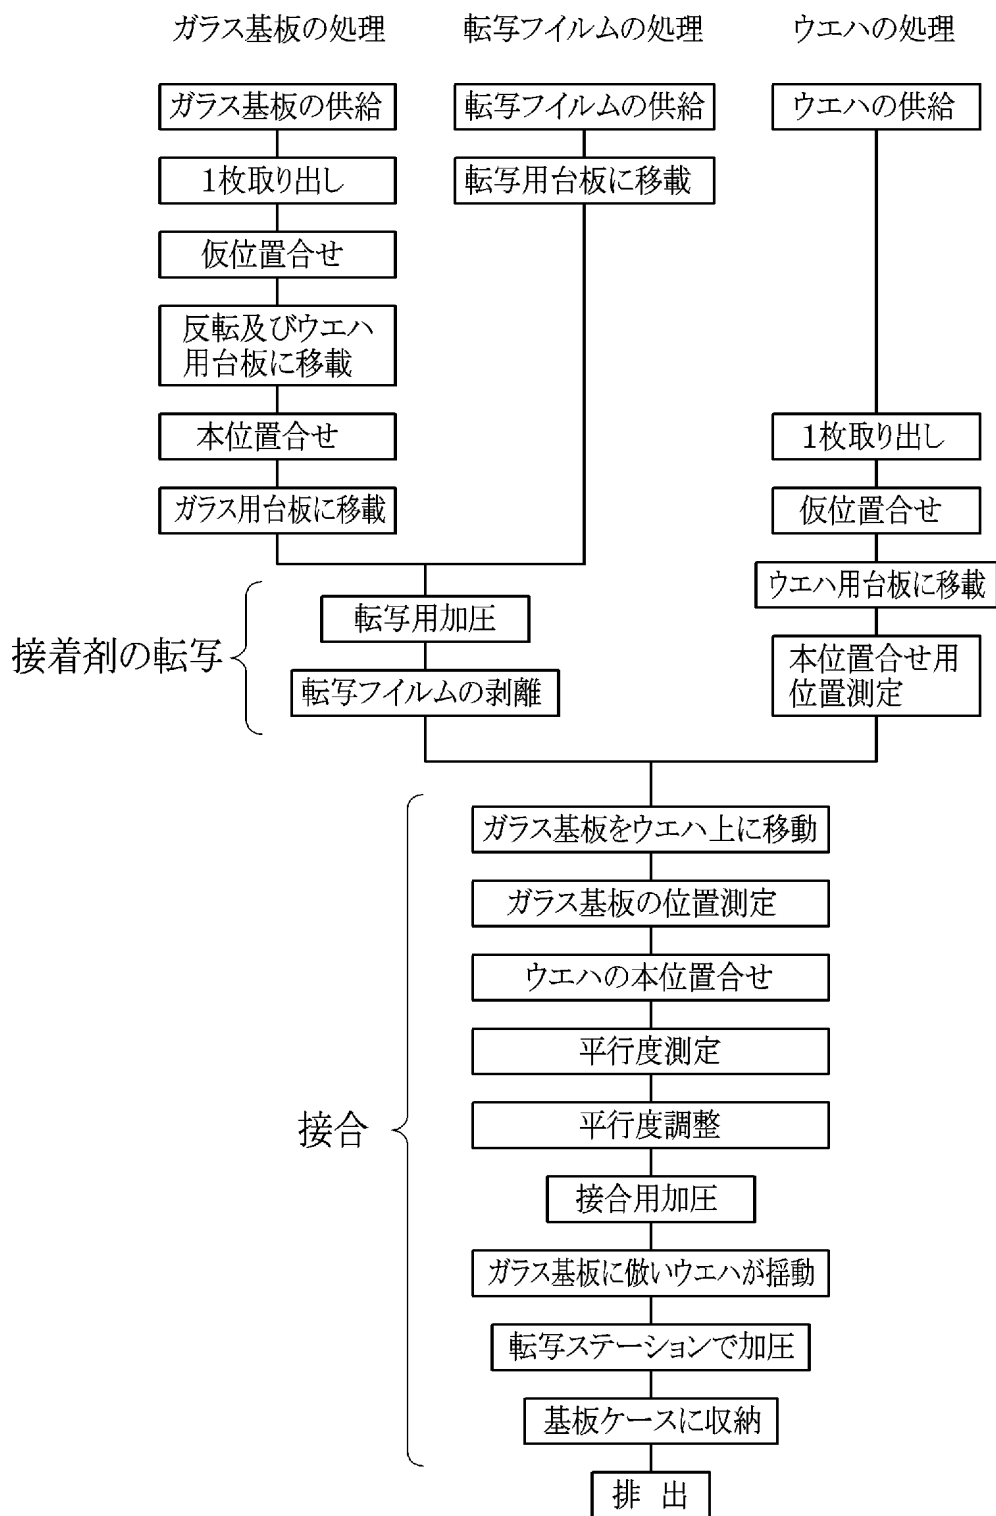 ガラス基板の処理
転写フイルムの処理
ウエハの処理
ガラス基板の供給
1枚取り出し
仮位置合せ
反転及びウエハ
用台板に移載
本位置合せ
ガラス用台板に移載
転写フイルムの供給
転写用台板に移載
ウエハの供給
1枚取り出し
仮位置合せ
ウエハ用台板に移載
本位置合せ用
位置測定
接着剤の転写
転写用加圧
転写フイルムの剥離
接合
ガラス基板をウエハ上に移動
ガラス基板の位置測定
ウエハの本位置合せ
平行度測定
平行度調整
接合用加圧
ガラス基板に倣いウエハが揺動
転写ステーションで加圧
基板ケースに収納
排 出